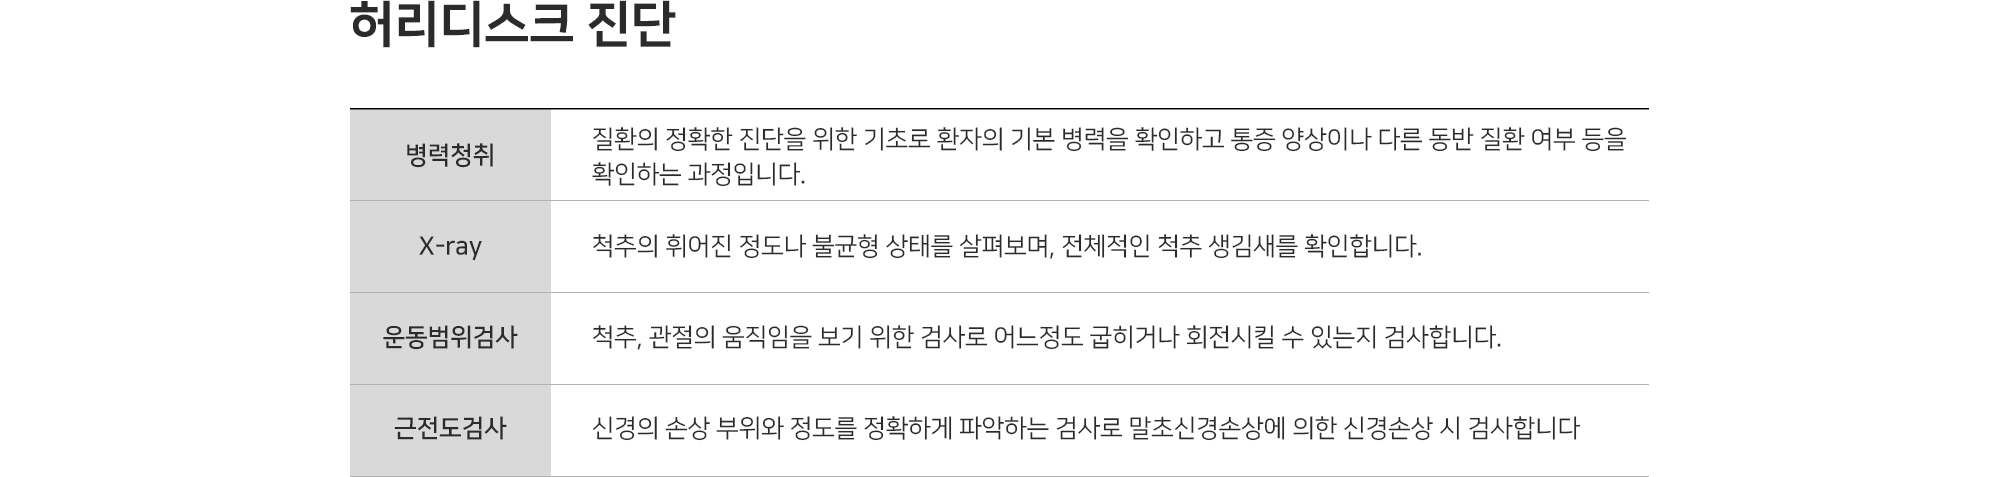 허리디스크 진단
병력청취
질환의 정확한 진단을 위한 기초로 환자의 기본 병력을 확인하고 통증 양상이나 다른 동반 질환 여부 등을
확인하는 과정입니다.
X-ray
척추의 휘어진 정도나 불균형 상태를 살펴보며, 전체적인 척추 생김새를 확인합니다.
운동범위검사
척추, 관절의 움직임을 보기 위한 검사로 어느정도 굽히거나 회전시킬 수 있는지 검사합니다.
근전도검사
신경의 손상 부위와 정도를 정확하게 파악하는 검사로 말초신경손상에 의한 신경손상 시 검사합니다